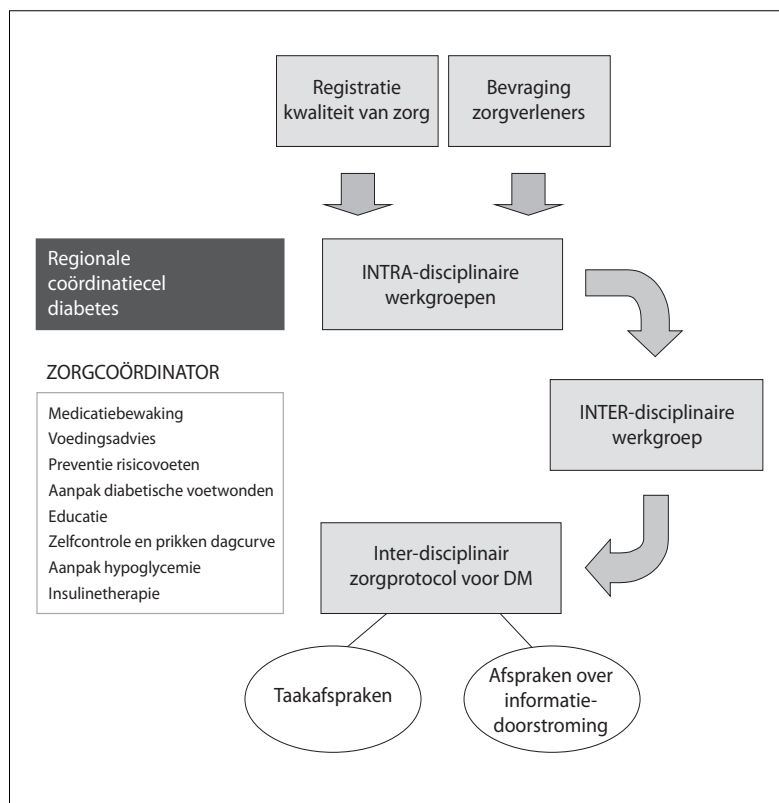 Registratie
kwaliteit van zorg
Bevraging
zorgverleners
Regionale
coördinatiecel
diabetes
INTRA-disciplinaire
werkgroepen
ZORGCOÖRDINATOR
Medicatiebewaking
Voedingsadvies
Preventie risicovoeten
Aanpak diabetische voetwonden
Educatie
Zelfcontrole en prikken dagcurve
Aanpak hypoglycemie
Insulinetherapie
INTER-disciplinaire
werkgroep
Inter-disciplinair
zorgprotocol voor DM
Taakafspraken
Afspraken over
informatie-
doorstroming